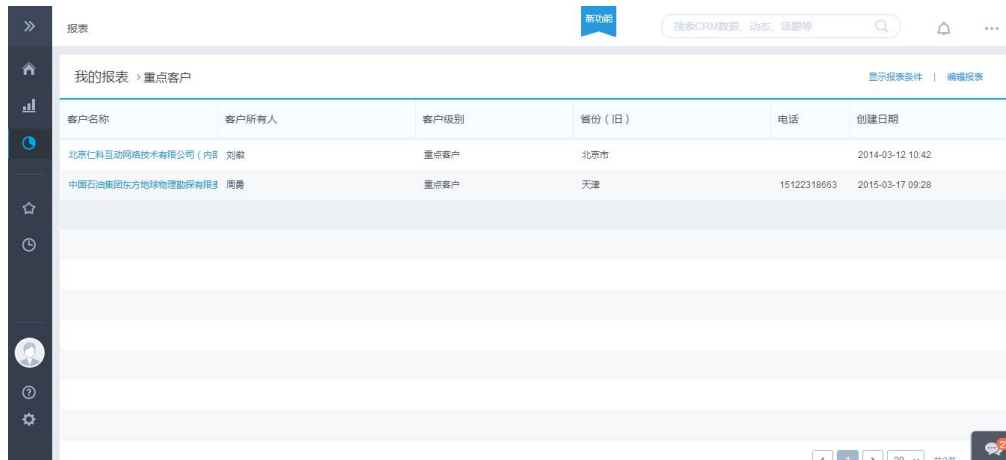 报表
新功能
搜索CRM数据、动态、话题等
我的报表 › 重点客户
显示报表条件 | 编辑报表
客户名称 客户所有人 客户级别 省份（旧） 电话 创建日期
北京仁科互动网络技术有限公司（内部 刘徽 重点客户 北京市 2014-03-12 10:42
中国石油集团东方地球物理勘探有限责 周勇 重点客户 天津 15122318663 2015-03-17 09:28
1 20
2